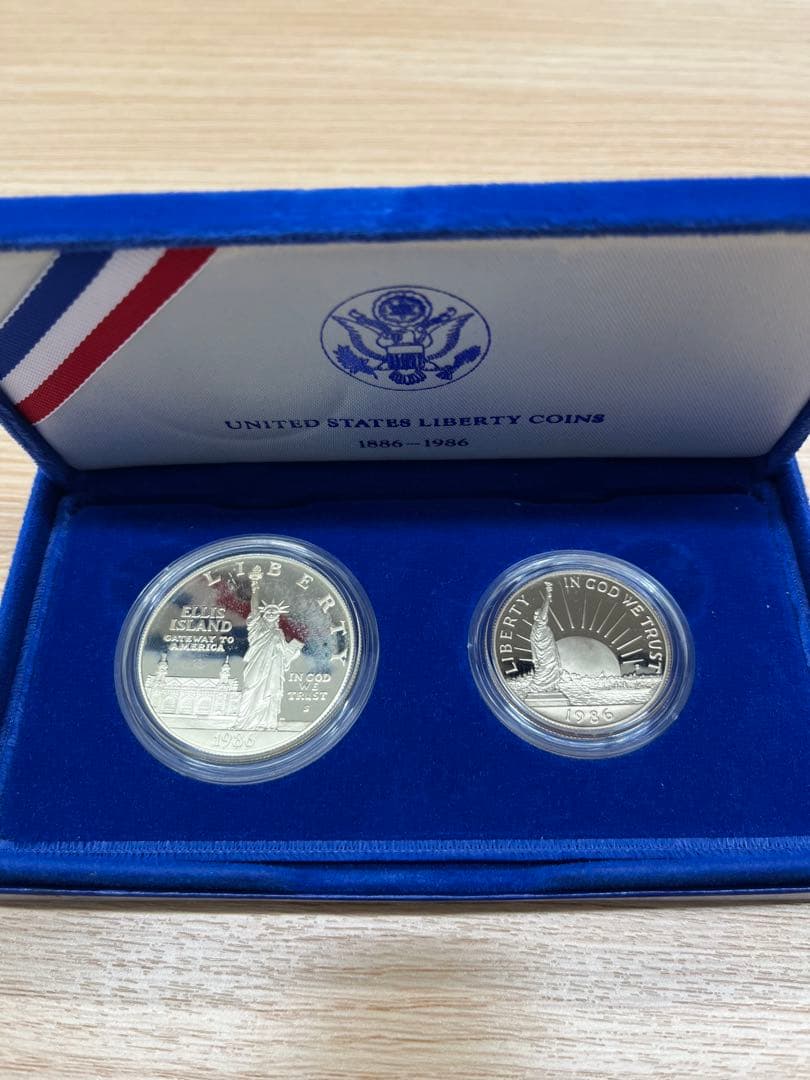 UNITED STATES LIBERTY COINS
1886-1986
LIBERTY
ELLIS
ISLAND
GATEWAY TO
AMERICA
IN GOD
WE
TRUST
S
1986
LIBERTY
IN GOD WE TRUST
1986